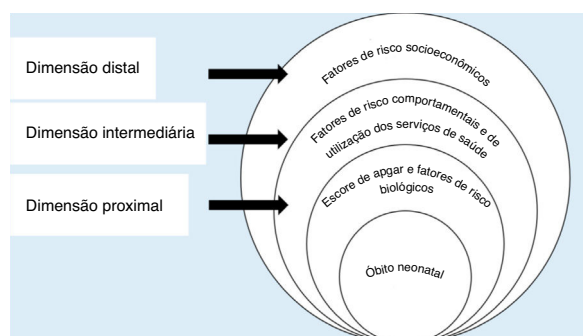 Dimensão distal
Dimensão intermediária
Dimensão proximal
Fatores de risco socioeconômicos
Fatores de risco comportamentais e de
utilização dos serviços de saúde
Escore de apgar e fatores de risco
biológicos
Óbito neonatal